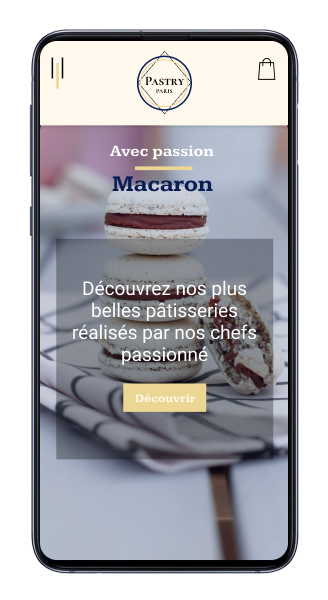 PASTRY
PARIS
Avec passion
Macaron
Découvrez nos plus
belles pâtisseries
réalisés par nos chefs
passionné
Découvrir